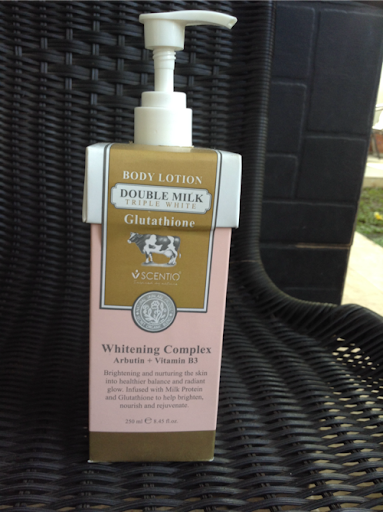 BODY LOTION
DOUBLE MILK
TRIPLE WHITE
Glutathione
SCENTIO
Whitening Complex
Arbutin + Vitamin B3
Brightening and nurturing the skin
into healthier balance and radiant
glow. Infused with Milk Protein
and Glutathione to help brighten,
nourish and rejuvenate.
250 ml ℮ 8.41 fl.oz